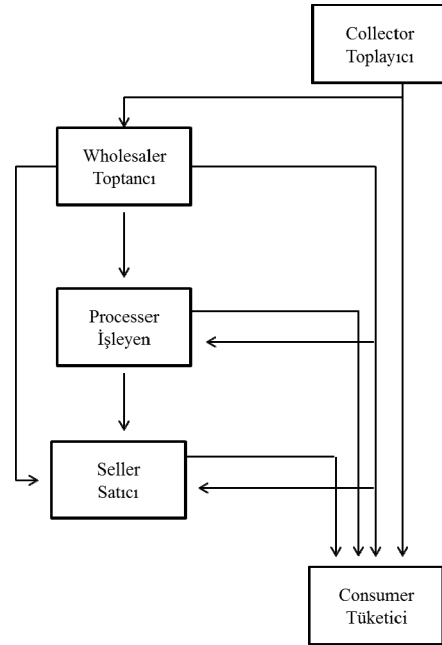 Collector
Toplayıcı
Wholesaler
Toptancı
Processer
İşleyen
Seller
Satıcı
Consumer
Tüketici